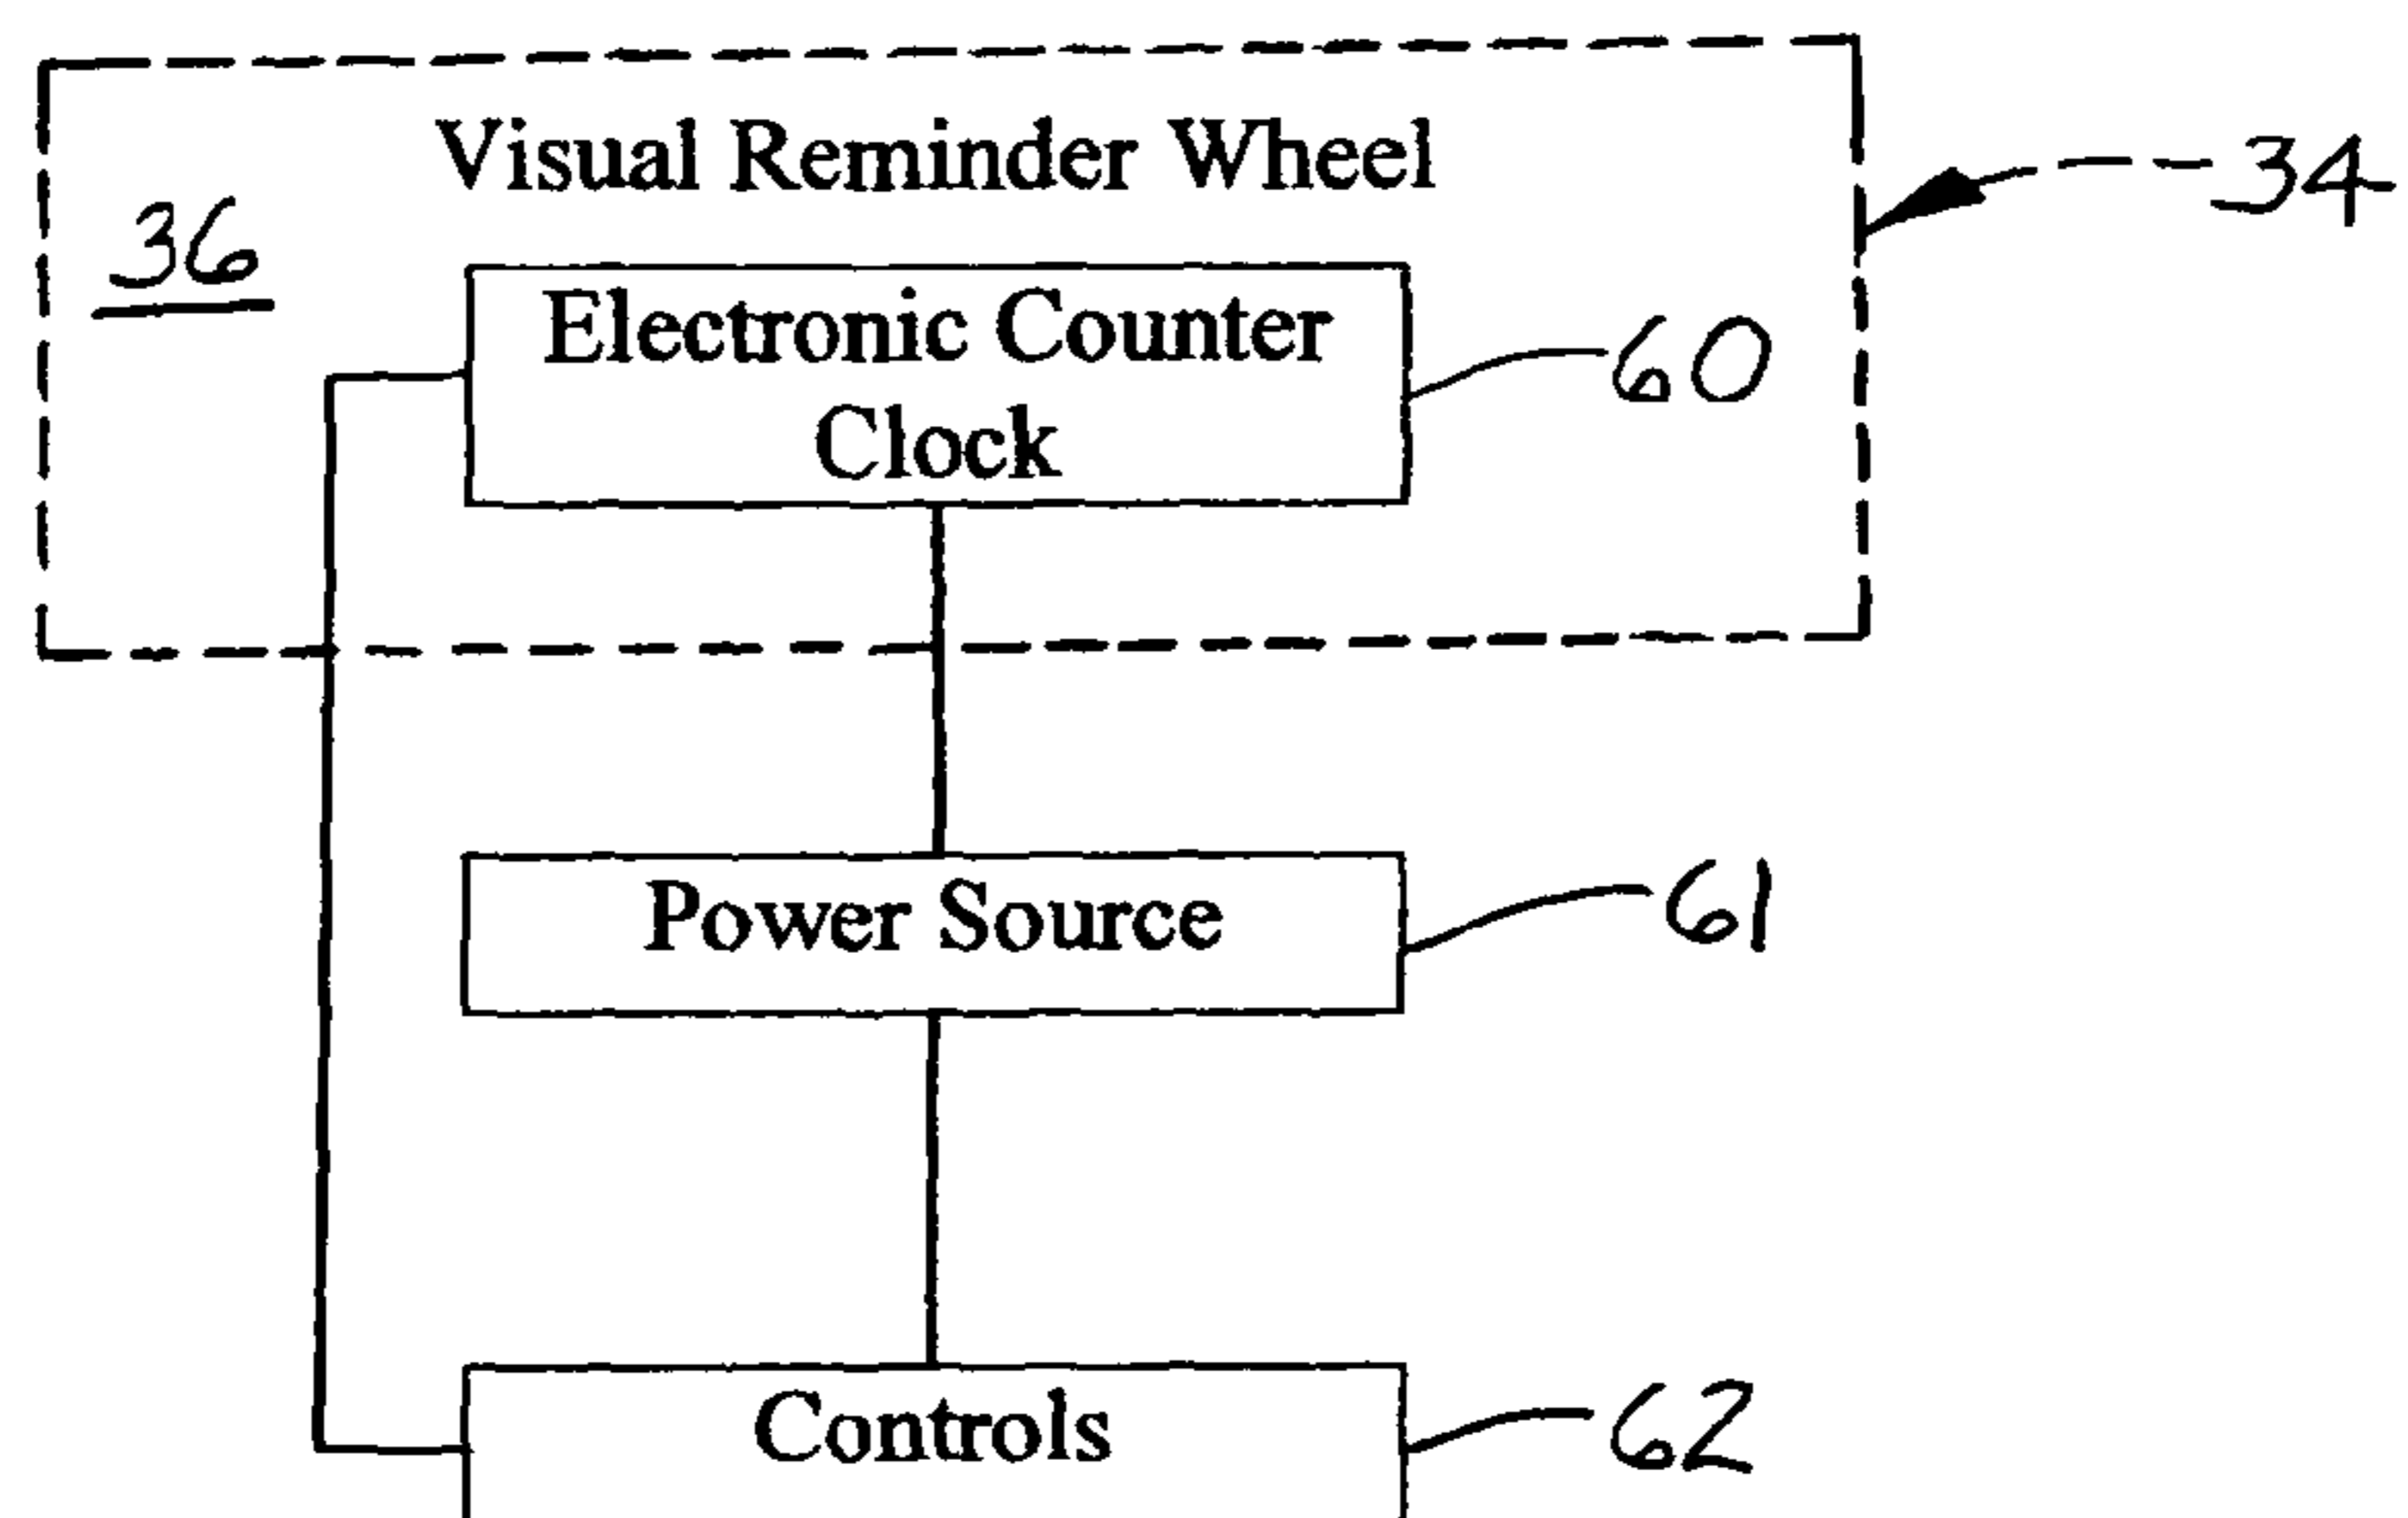 Visual Reminder Wheel
34
36
Electronic Counter
Clock
60
Power Source
61
Controls
62